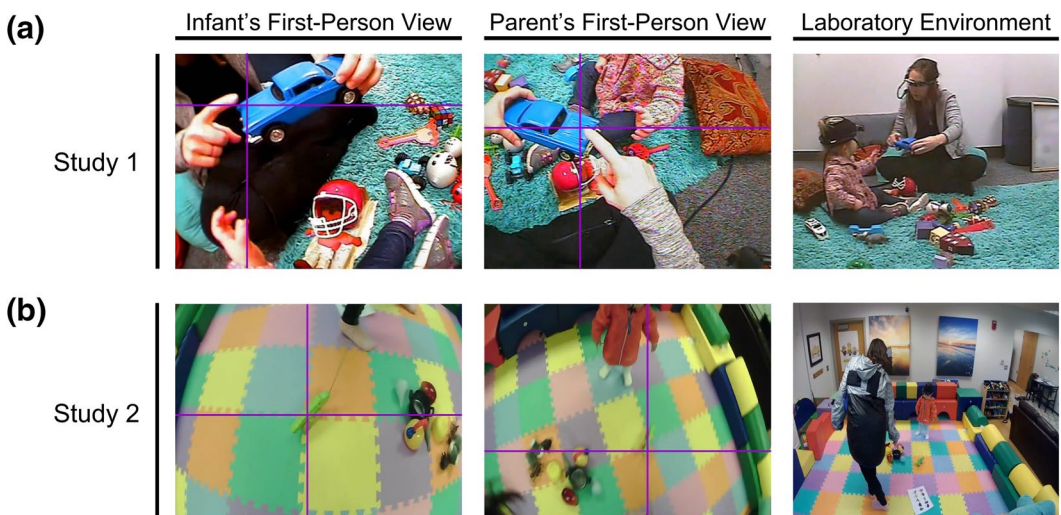 (a)
Infant's First-Person View
Parent's First-Person View
Laboratory Environment
Study 1
(b)
Study 2